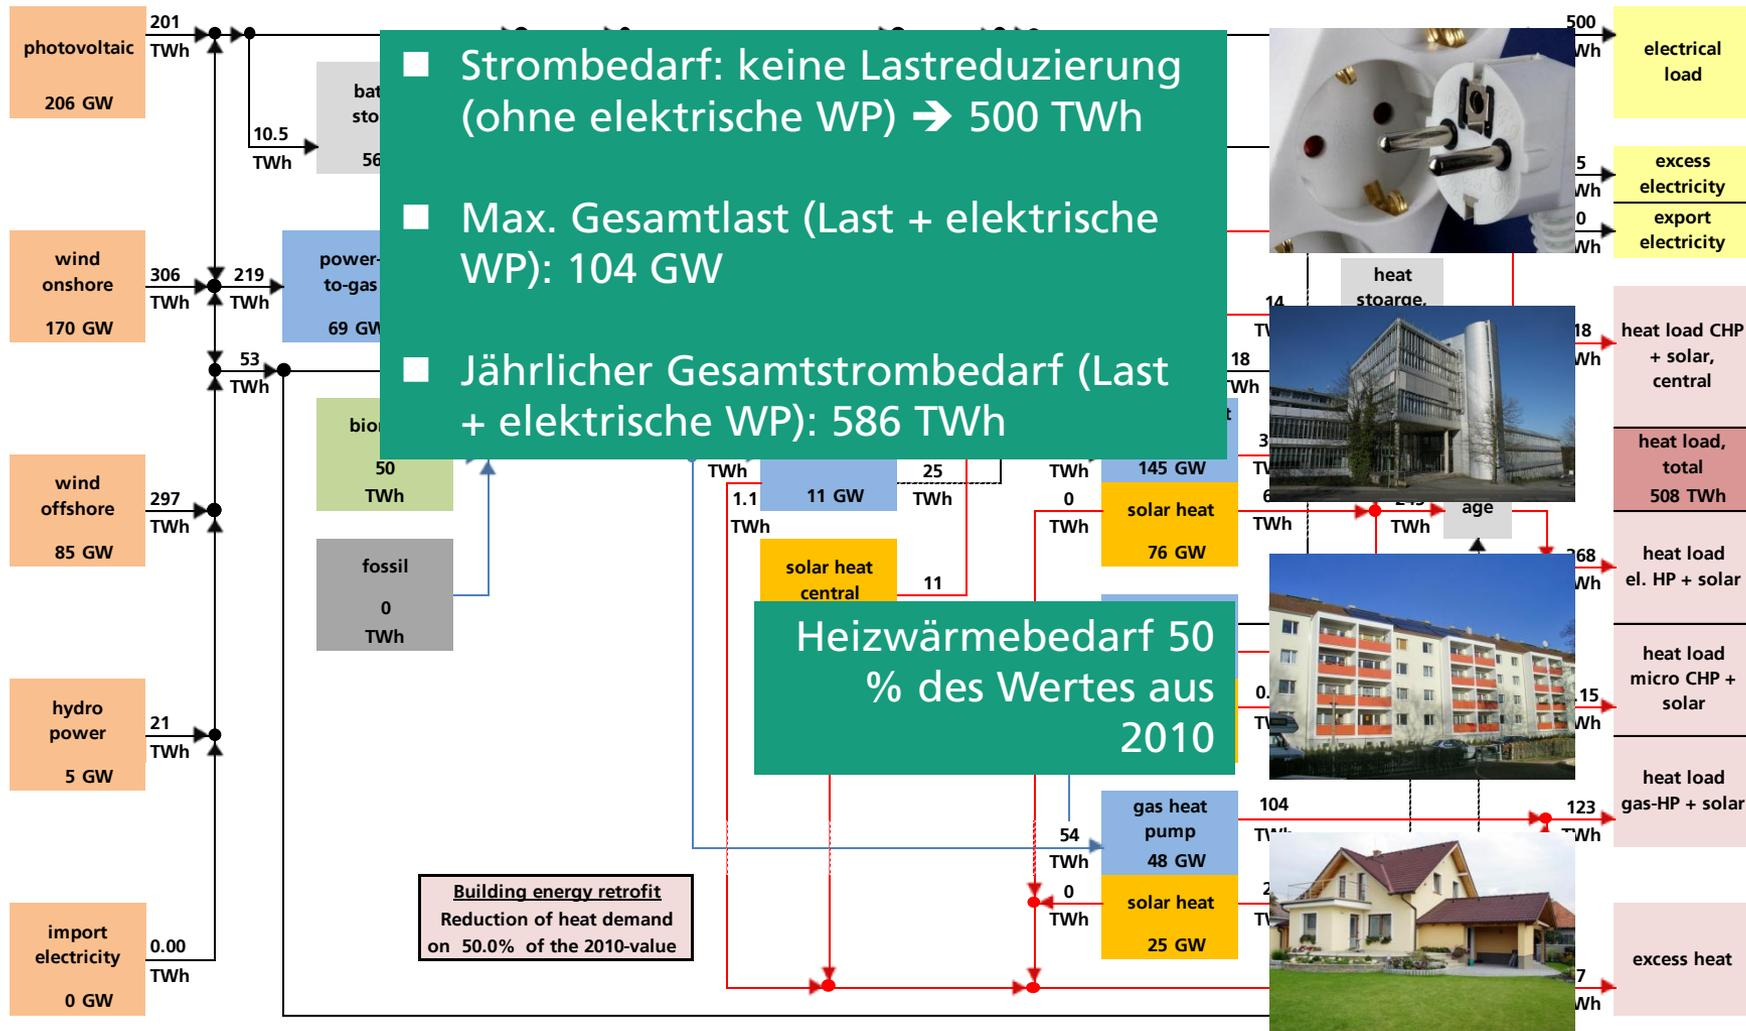 photovoltaic
206 GW
201
TWh
10.5
TWh
wind
onshore
170 GW
306
TWh
219
TWh
to-gas
53
TWh
wind
offshore
85 GW
297
TWh
hydro
power
5 GW
21
TWh
import
electricity
0 GW
0.00
TWh
50
TWh
fossil
0
TWh
■ Strombedarf: keine Lastreduzierung
(ohne elektrische WP) ➔ 500 TWh
■ Max. Gesamtlast (Last + elektrische
WP): 104 GW
■ Jährlicher Gesamtstrombedarf (Last
+ elektrische WP): 586 TWh
TWh
11 GW
25
TWh
1.1
TWh
solar heat
central
11
Heizwärmebedarf 50
% des Wertes aus
2010
Building energy retrofit
Reduction of heat demand
on 50.0% of the 2010-value
14
18
TWh
TWh
145 GW
0
TWh
solar heat
76 GW
TWh
gas heat
pump
48 GW
54
TWh
104
0
TWh
solar heat
25 GW
heat
stoarge,
TWh
age
500
electrical
load
excess
electricity
export
electricity
heat load CHP
+ solar,
central
heat load,
total
508 TWh
heat load
el. HP + solar
heat load
micro CHP +
solar
heat load
gas-HP + solar
123
TWh
excess heat